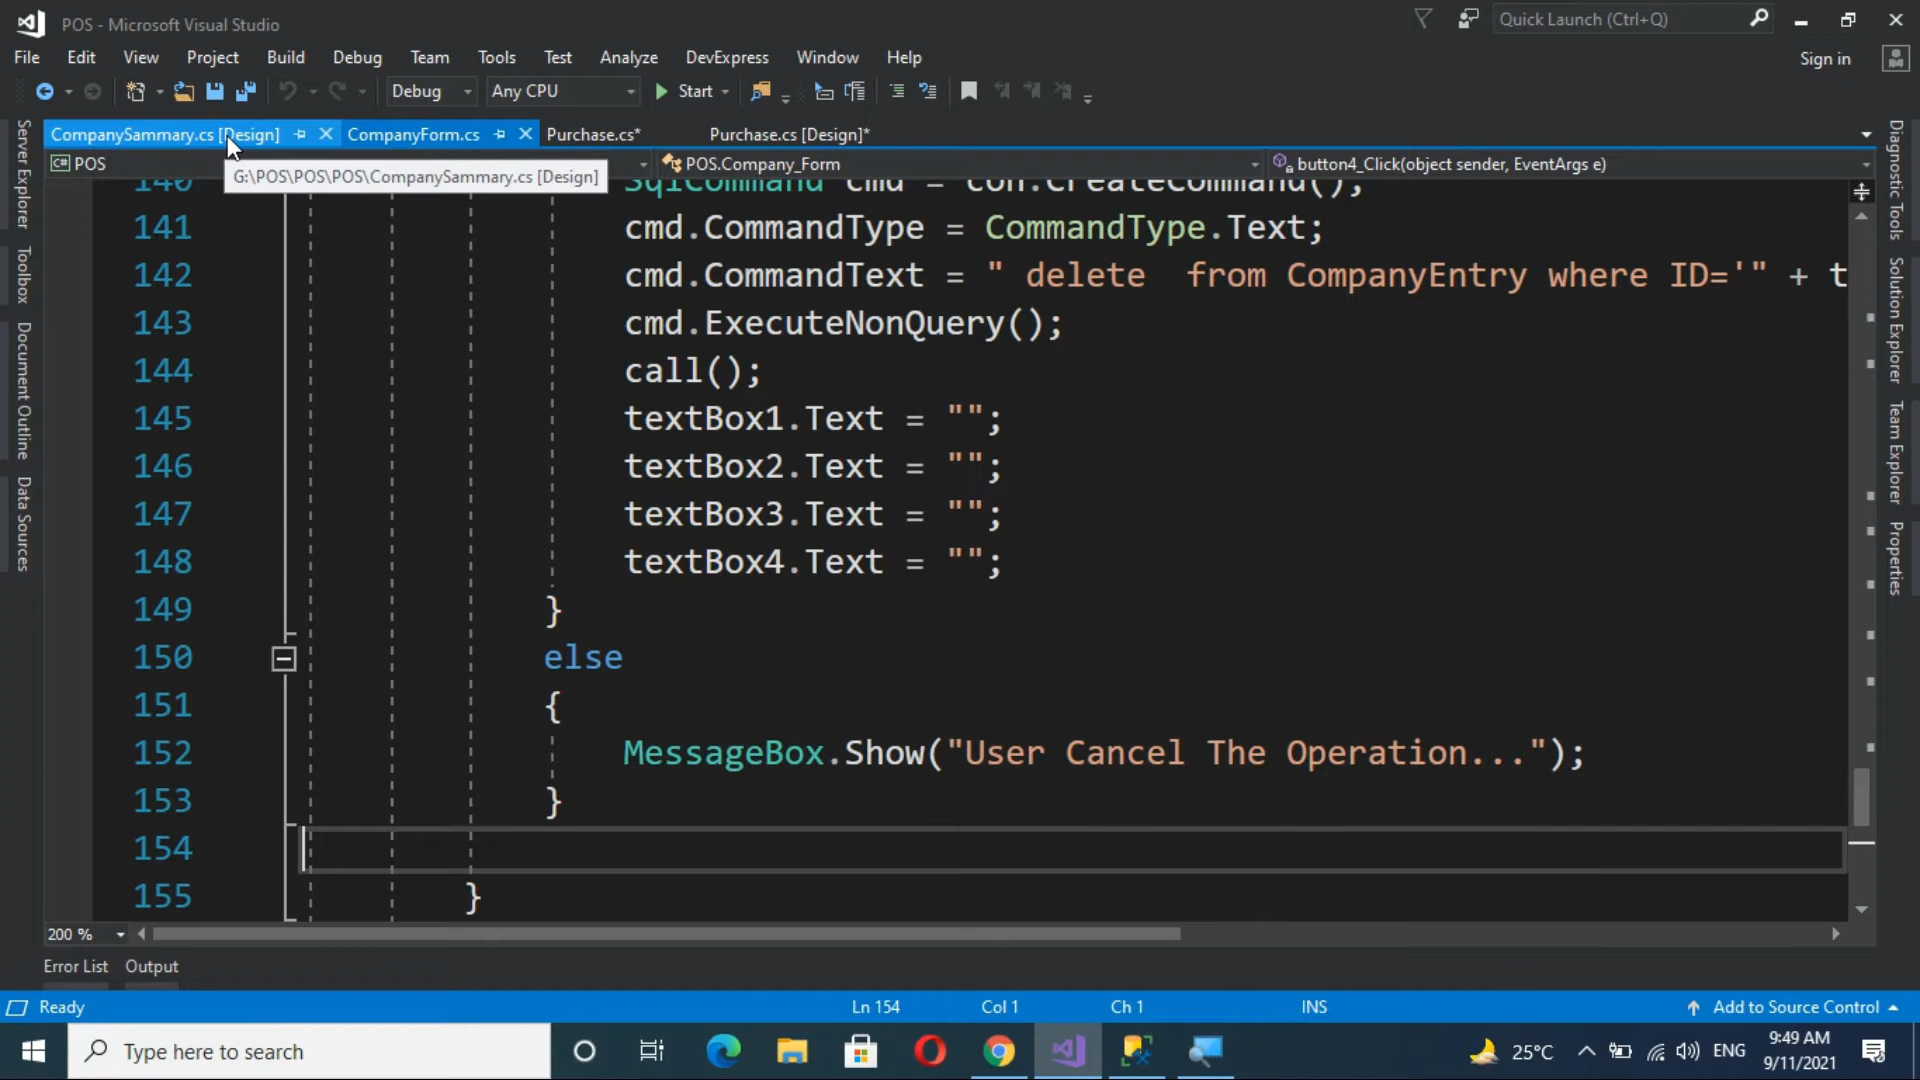 POS - Microsoft Visual Studio
Quick Launch (Ctrl+Q)
File Edit View Project Build Debug Team Tools Test Analyze DevExpress Window Help
Sign in
Debug Any CPU Start
CompanySammary.cs [Design] CompanyForm.cs Purchase.cs* Purchase.cs [Design]*
C# POS POS.Company_Form button4_Click(object sender, EventArgs e)
G:\POS\POS\POS\CompanySammary.cs [Design]
140 SqlCommand cmd = con.CreateCommand();
141 cmd.CommandType = CommandType.Text;
142 cmd.CommandText = " delete  from CompanyEntry where ID='" + t
143 cmd.ExecuteNonQuery();
144 call();
145 textBox1.Text = "";
146 textBox2.Text = "";
147 textBox3.Text = "";
148 textBox4.Text = "";
149 }
150 else
151 {
152 MessageBox.Show("User Cancel The Operation...");
153 }
154
155 }
Server Explorer
Toolbox
Document Outline
Data Sources
Diagnostic Tools
Solution Explorer
Team Explorer
Properties
200 %
Error List Output
Ready Ln 154 Col 1 Ch 1 INS Add to Source Control
Type here to search
25°C ENG
9:49 AM
9/11/2021